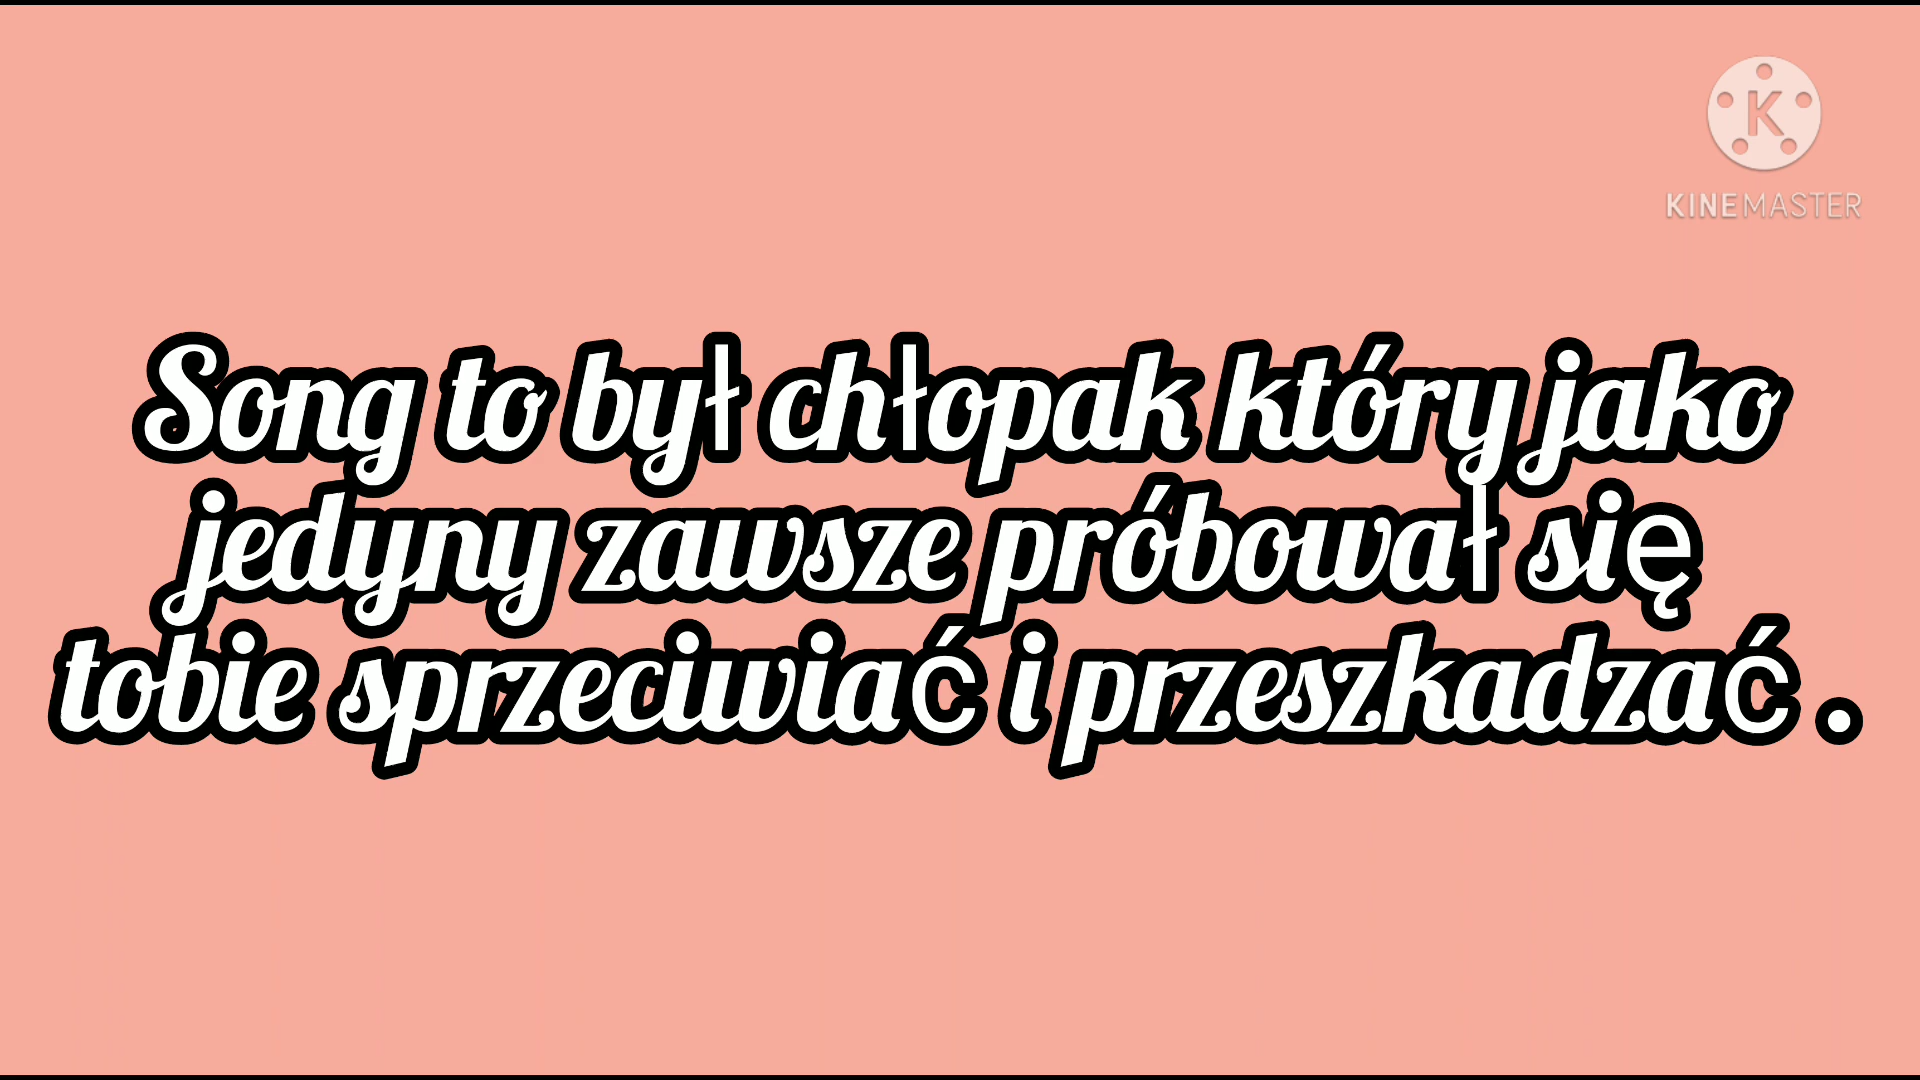 K
KINEMASTER
Song to był chłopak który jako
jedyny zawsze próbował się
tobie sprzeciwiać i przeszkadzać .